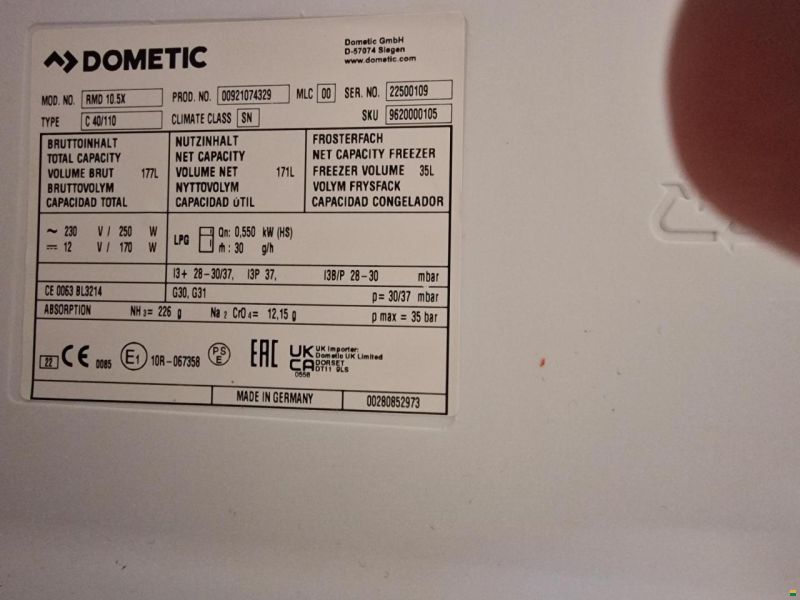 DOMETIC
Dometic GmbH
D-57074 Siegen
www.dometic.com
MOD. NO. RMD 10.5X PROD. NO. 00921074329 MLC 00 SER. NO. 22500109
TYPE C 40/110 CLIMATE CLASS SN SKU 9620000105
BRUTTOINHALT
TOTAL CAPACITY
VOLUME BRUT 177L
BRUTTOVOLYM
CAPACIDAD TOTAL
NUTZINHALT
NET CAPACITY
VOLUME NET 171L
NYTTOVOLYM
CAPACIDAD ÚTIL
FROSTERFACH
NET CAPACITY FREEZER
FREEZER VOLUME 35L
VOLYM FRYSFACK
CAPACIDAD CONGELADOR
~ 230 V / 250 W
⎓ 12 V / 170 W
LPG
Qn: 0,550 kW (HS)
ṁ : 30 g/h
I3+ 28-30/37, I3P 37, I3B/P 28-30 mbar
CE 0063 BL3214 G30, G31 p= 30/37 mbar
ABSORPTION NH3= 226 g Na2CrO4= 12,15 g p max = 35 bar
22 CE 0085 E1 10R-067358 PS E EAC UK CA 0558
UK Importer:
Dometic UK Limited
DORSET
DT11 9LS
MADE IN GERMANY 00280852973